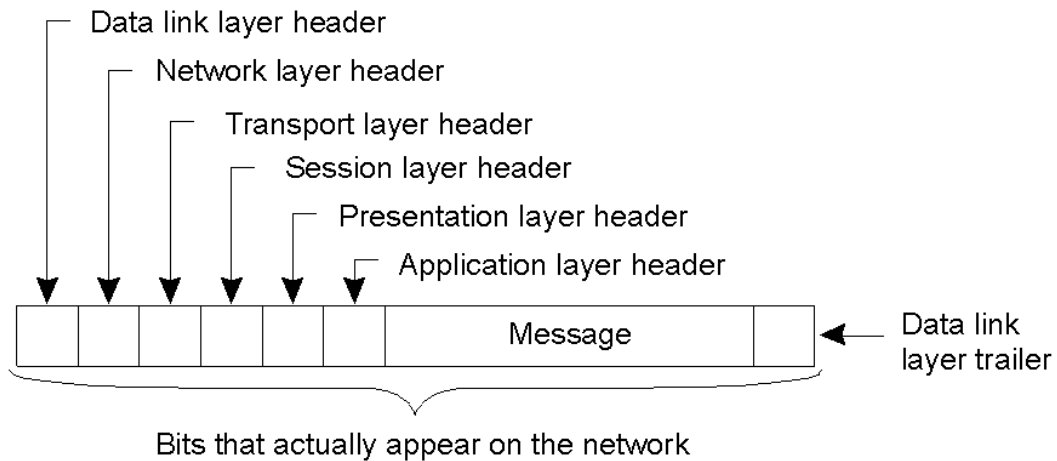 Data link layer header
Network layer header
Transport layer header
Session layer header
Presentation layer header
Application layer header
Message
Data link
layer trailer
Bits that actually appear on the network